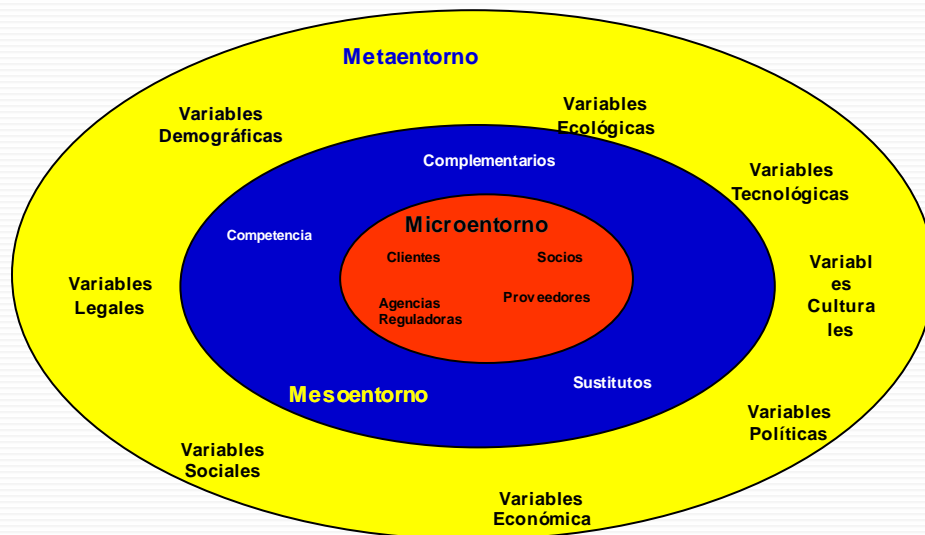 Metaentorno
Variables
Demográficas
Variables
Ecológicas
Complementarios
Variables
Tecnológicas
Microentorno
Competencia
Clientes
Socios
Variabl
es
Cultura
les
Variables
Legales
Agencias
Reguladoras
Proveedores
Mesoentorno
Sustitutos
Variables
Políticas
Variables
Sociales
Variables
Económica